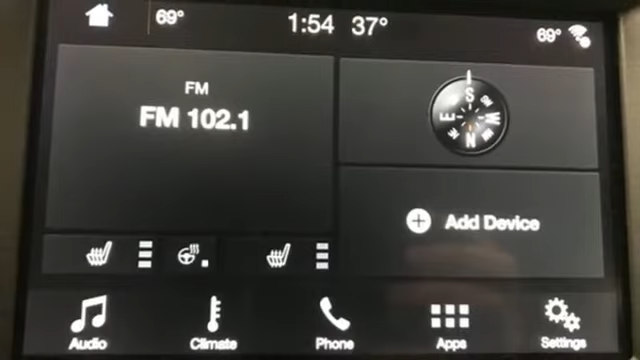 69° 1:54 37° 69°
FM
FM 102.1
S
E W
N
Add Device
Audio Climate Phone Apps Settings